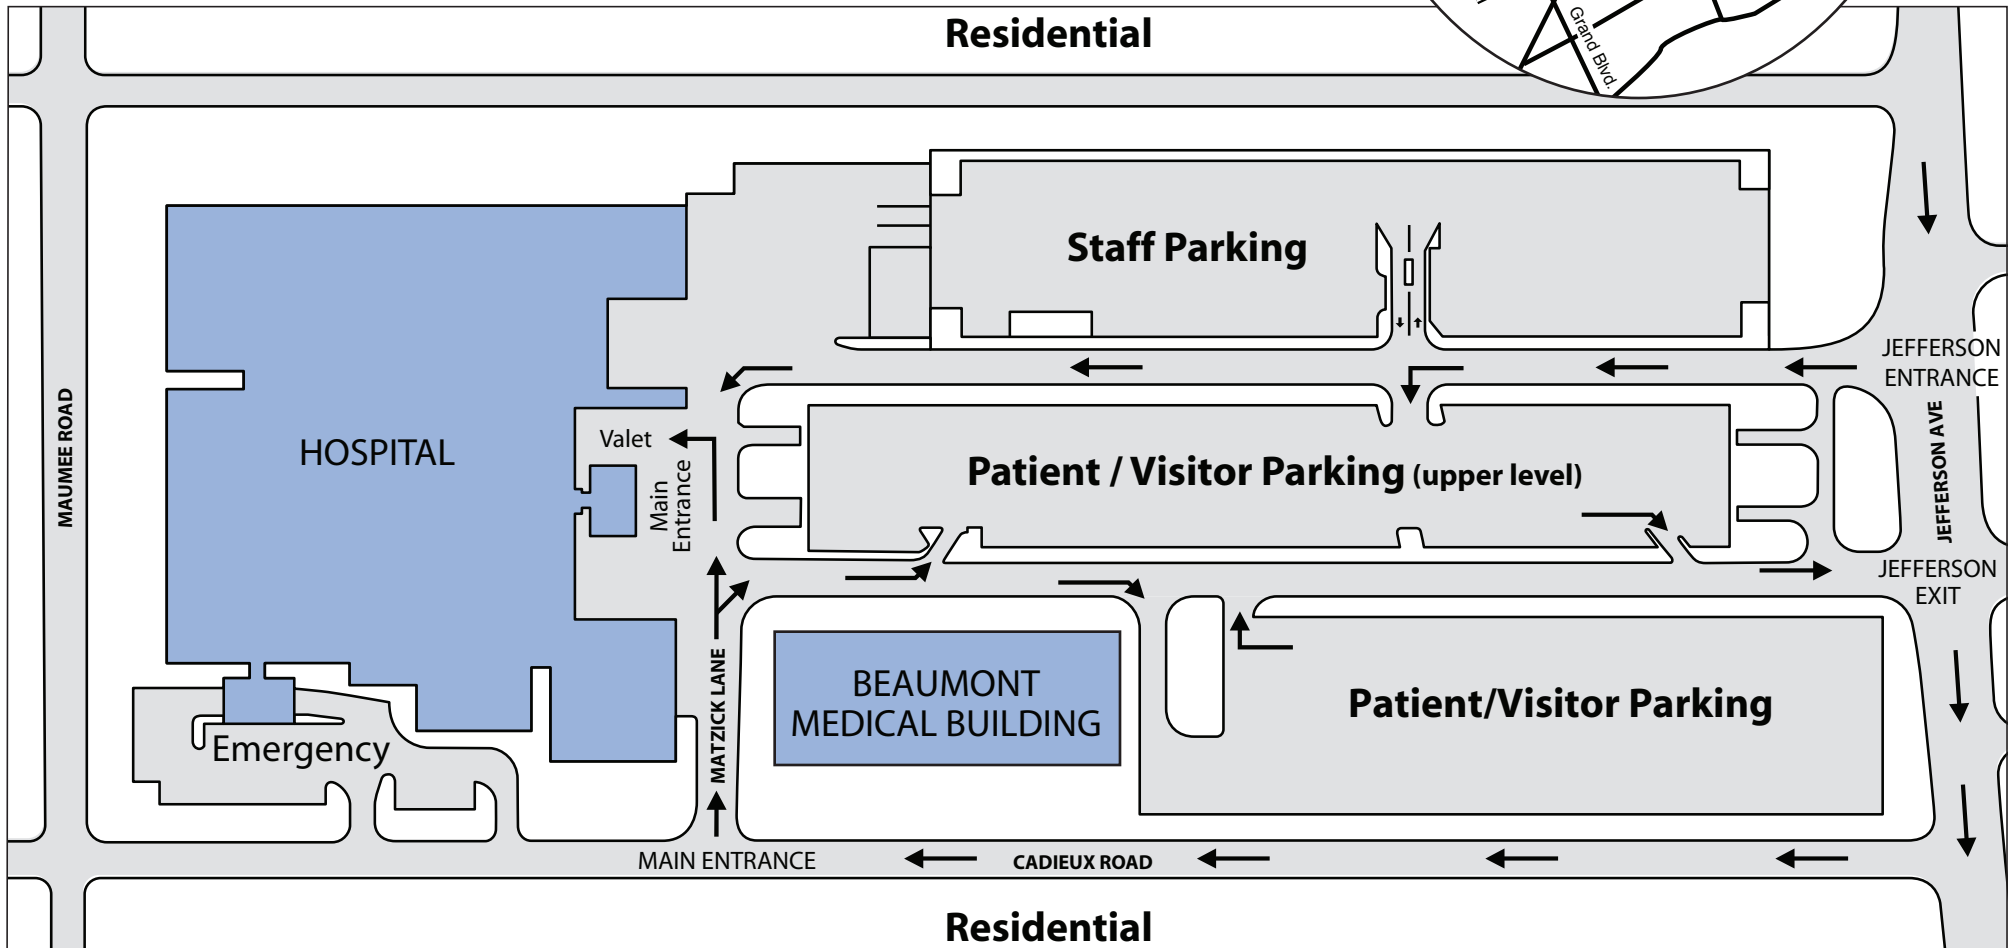 Residential
Grand Blvd.
Staff Parking
JEFFERSON
ENTRANCE
JEFFERSON AVE
MAUMEE ROAD
HOSPITAL
Valet
Main
Entrance
Patient / Visitor Parking (upper level)
JEFFERSON
EXIT
MATZICK LANE
BEAUMONT
MEDICAL BUILDING
Patient/Visitor Parking
Emergency
MAIN ENTRANCE
CADIEUX ROAD
Residential